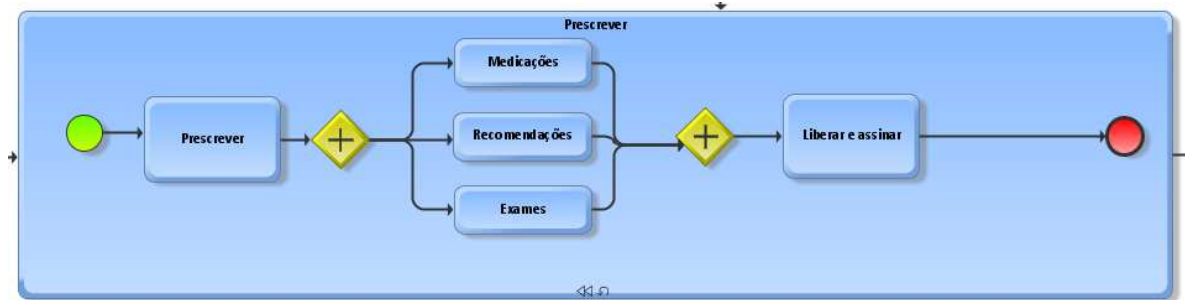 Prescrever
Prescrever
Medicações
Recomendações
Exames
Liberar e assinar